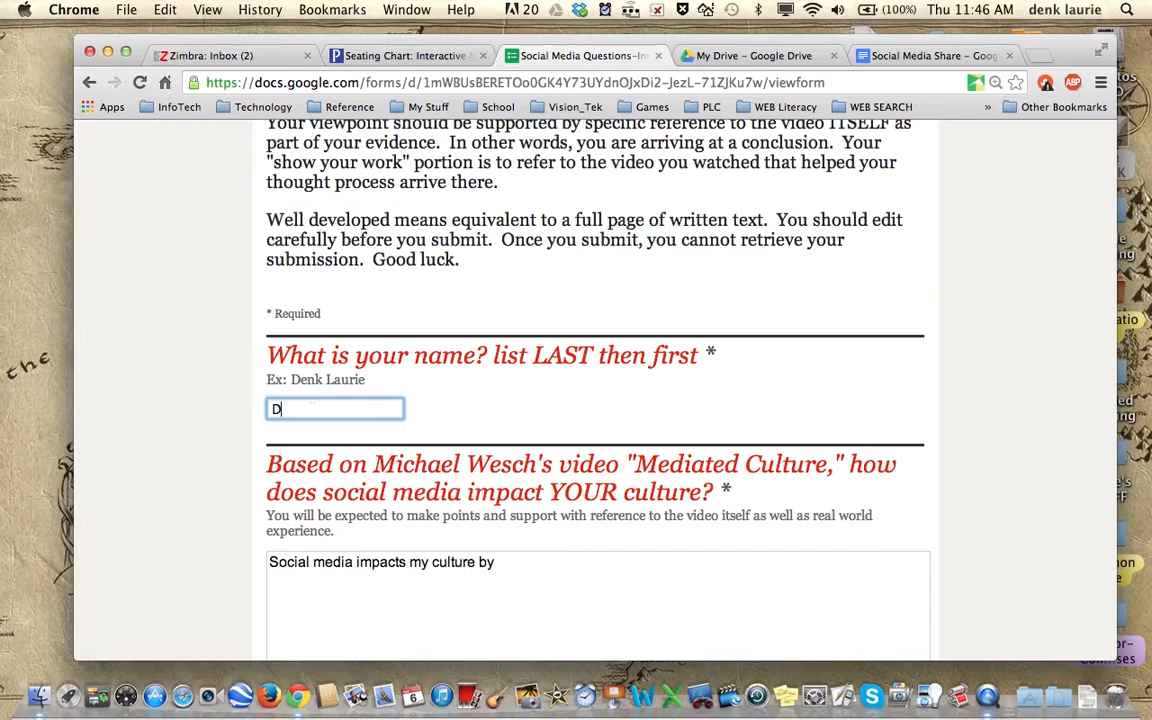 Chrome File Edit View History Bookmarks Window Help 20 (100%) Thu 11:46 AM denk laurie
Zimbra: Inbox (2) Seating Chart: Interactive Social Media Questions-In My Drive – Google Drive Social Media Share – Goog
https://docs.google.com/forms/d/1mWBUsBERETOo0GK4Y73UYdnOJxDi2-JezL-71ZJKu7w/viewform
Apps InfoTech Technology Reference My Stuff School Vision_Tek Games PLC WEB Literacy WEB SEARCH » Other Bookmarks
Your viewpoint should be supported by specific reference to the video ITSELF as
part of your evidence. In other words, you are arriving at a conclusion. Your
"show your work" portion is to refer to the video you watched that helped your
thought process arrive there.
Well developed means equivalent to a full page of written text. You should edit
carefully before you submit. Once you submit, you cannot retrieve your
submission. Good luck.
* Required
What is your name? list LAST then first *
Ex: Denk Laurie
D
Based on Michael Wesch's video "Mediated Culture," how
does social media impact YOUR culture? *
You will be expected to make points and support with reference to the video itself as well as real world
experience.
Social media impacts my culture by
the